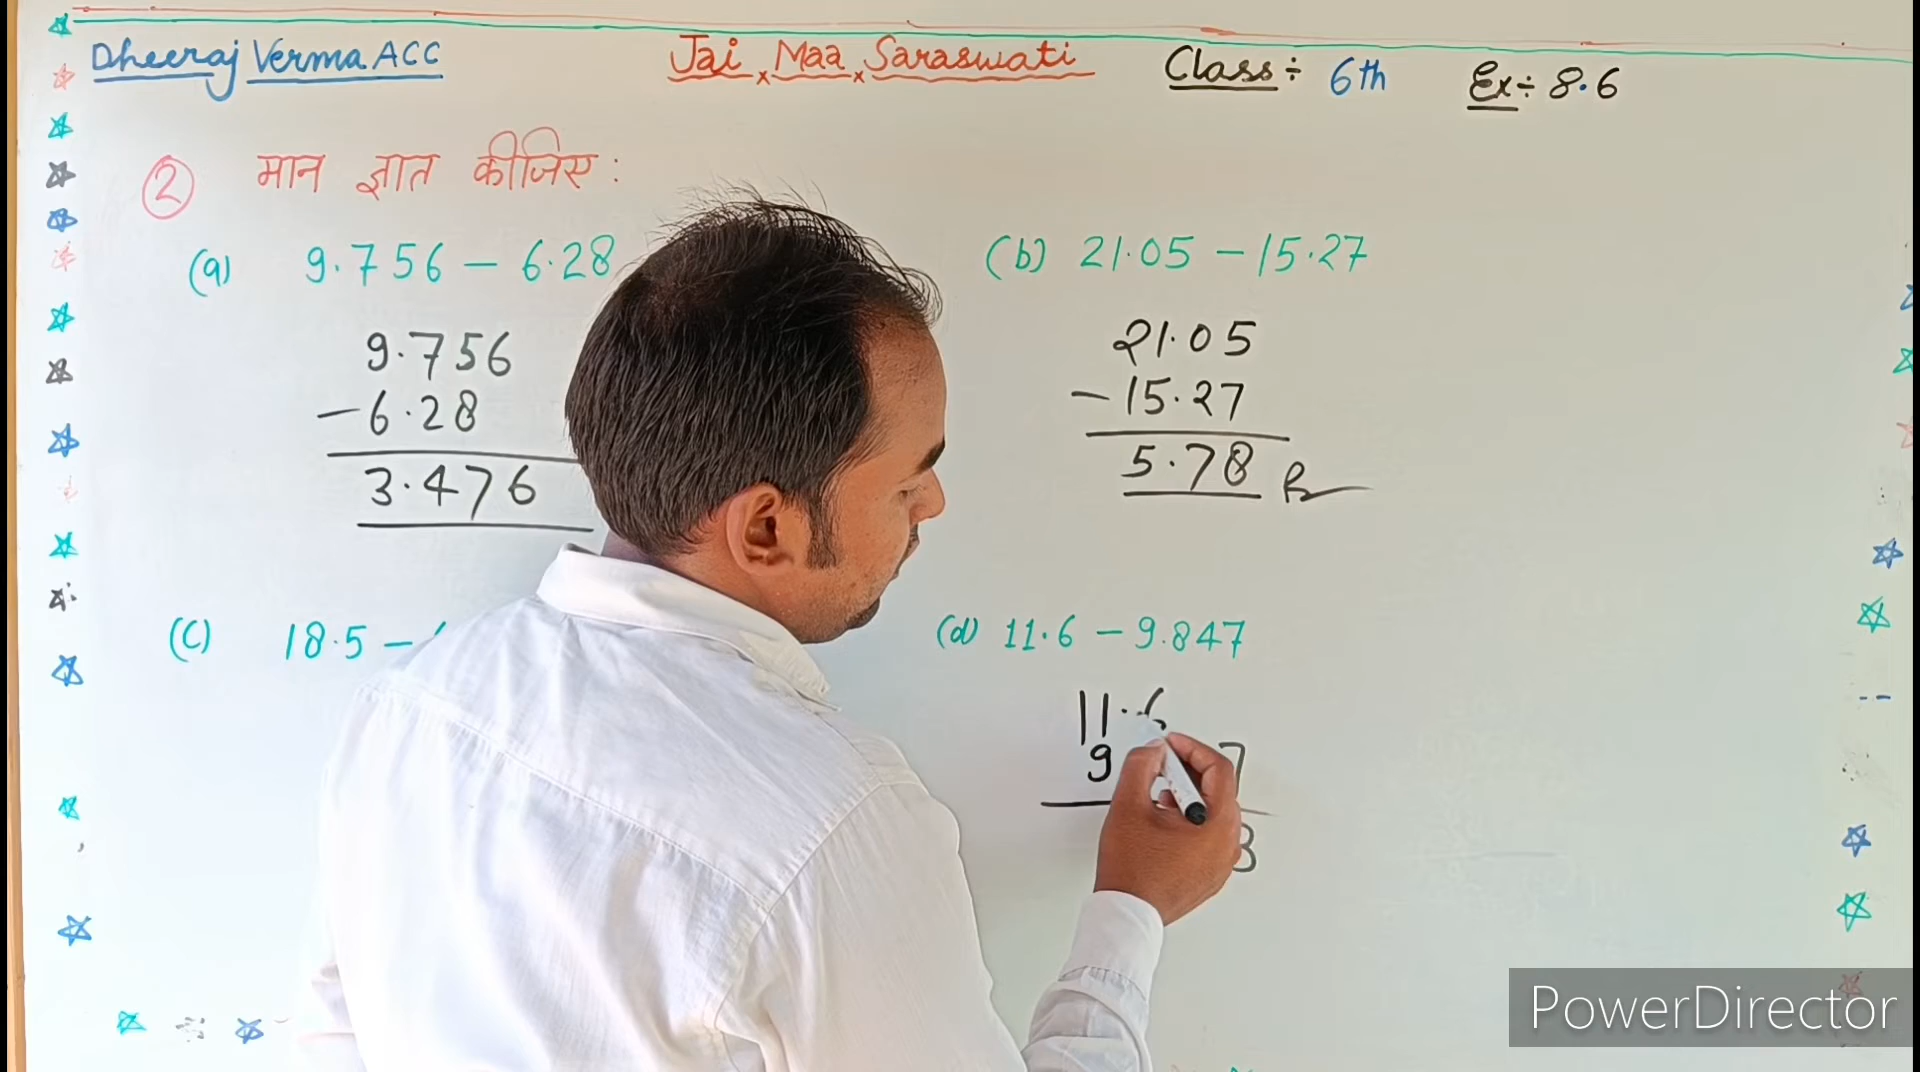 Dheeraj Verma ACC
Jai x Maa x Saraswati
Class ÷ 6th
Ex ÷ 8.6
2 मान ज्ञात कीजिए :
(a) 9.756 - 6.28
9.756
- 6.28
3.476
(b) 21.05 - 15.27
21.05
- 15.27
5.78
(c) 18.5 -
(d) 11.6 - 9.847
11.6
9 7
3
PowerDirector